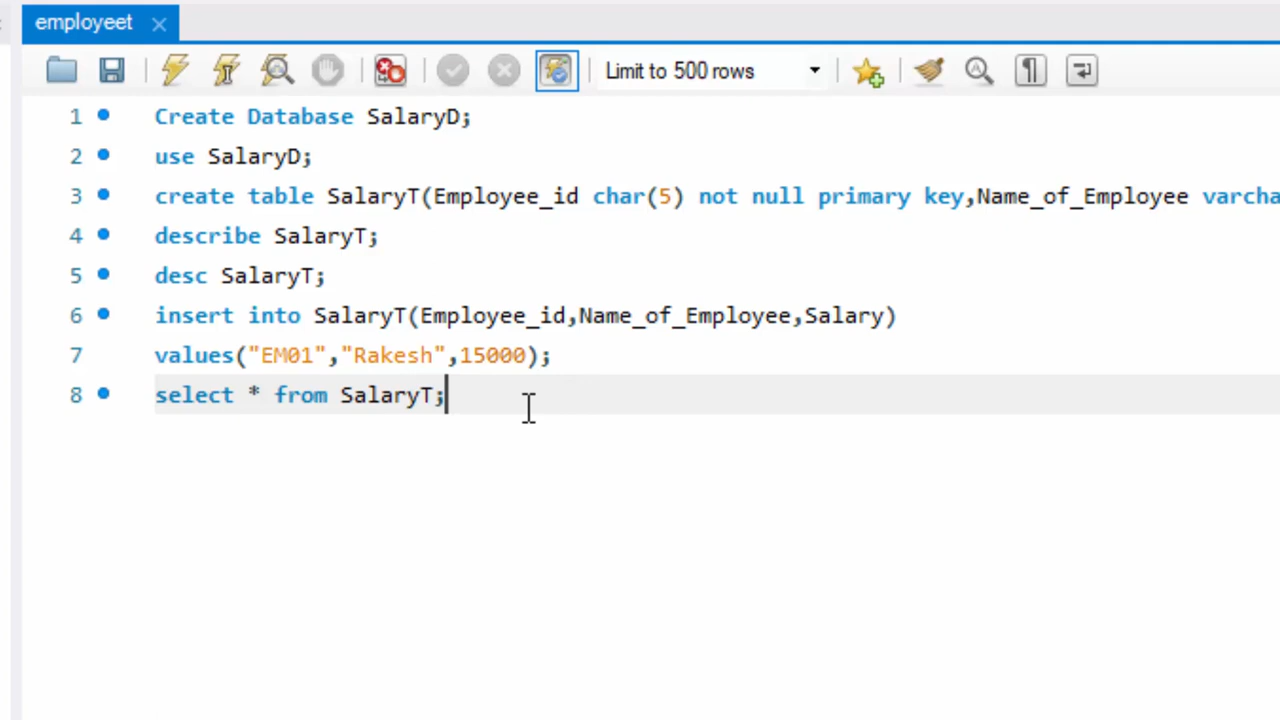 employeet
Limit to 500 rows
1 Create Database SalaryD;
2 use SalaryD;
3 create table SalaryT(Employee_id char(5) not null primary key,Name_of_Employee varcha
4 describe SalaryT;
5 desc SalaryT;
6 insert into SalaryT(Employee_id,Name_of_Employee,Salary)
7 values("EM01","Rakesh",15000);
8 select * from SalaryT;